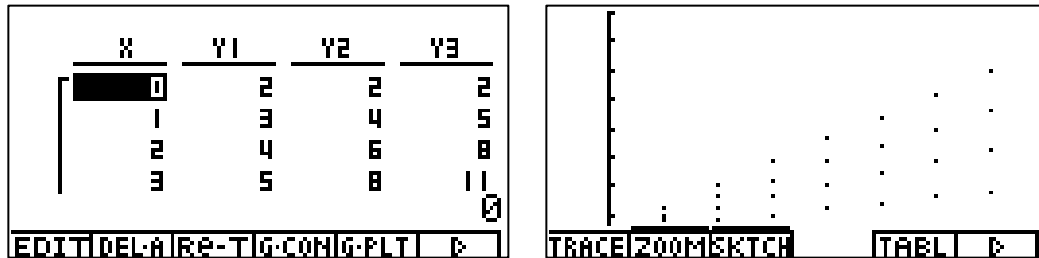 X Y1 Y2 Y3
0 2 2 2
1 3 4 5
2 4 6 8
3 5 8 11
0
EDIT DEL·A Re-T G·CON G·PLT ▷
TRACE ZOOM SKTCH TABL ▷